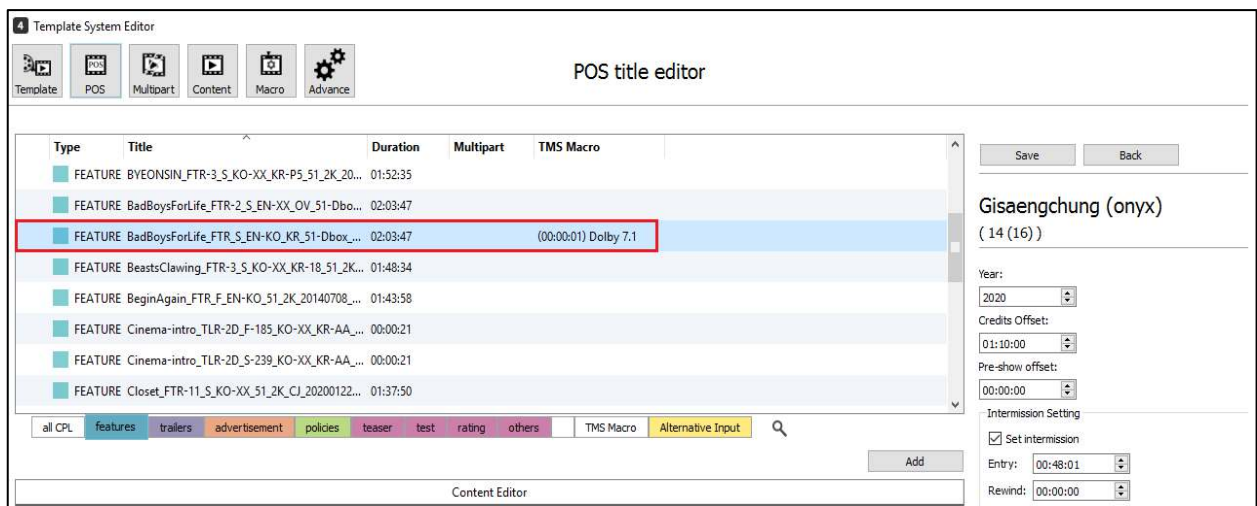 4 Template System Editor
Template POS Multipart Content Macro Advance
POS title editor
Type Title Duration Multipart TMS Macro
FEATURE BYEONSIN_FTR-3_S_KO-XX_KR-P5_51_2K_20... 01:52:35
FEATURE BadBoysForLife_FTR-2_S_EN-XX_OV_51-Dbo... 02:03:47
FEATURE BadBoysForLife_FTR_S_EN-KO_KR_51-Dbox_... 02:03:47 (00:00:01) Dolby 7.1
FEATURE BeastsClawing_FTR-3_S_KO-XX_KR-18_51_2K... 01:48:34
FEATURE BeginAgain_FTR_F_EN-KO_51_2K_20140708_... 01:43:58
FEATURE Cinema-intro_TLR-2D_F-185_KO-XX_KR-AA_... 00:00:21
FEATURE Cinema-intro_TLR-2D_S-239_KO-XX_KR-AA_... 00:00:21
FEATURE Closet_FTR-11_S_KO-XX_51_2K_CJ_20200122... 01:37:50
all CPL features trailers advertisement policies teaser test rating others TMS Macro Alternative Input
Add
Content Editor
Save Back
Gisaengchung (onyx)
( 14 (16) )
Year:
2020
Credits Offset:
01:10:00
Pre-show offset:
00:00:00
Intermission Setting
Set intermission
Entry: 00:48:01
Rewind: 00:00:00